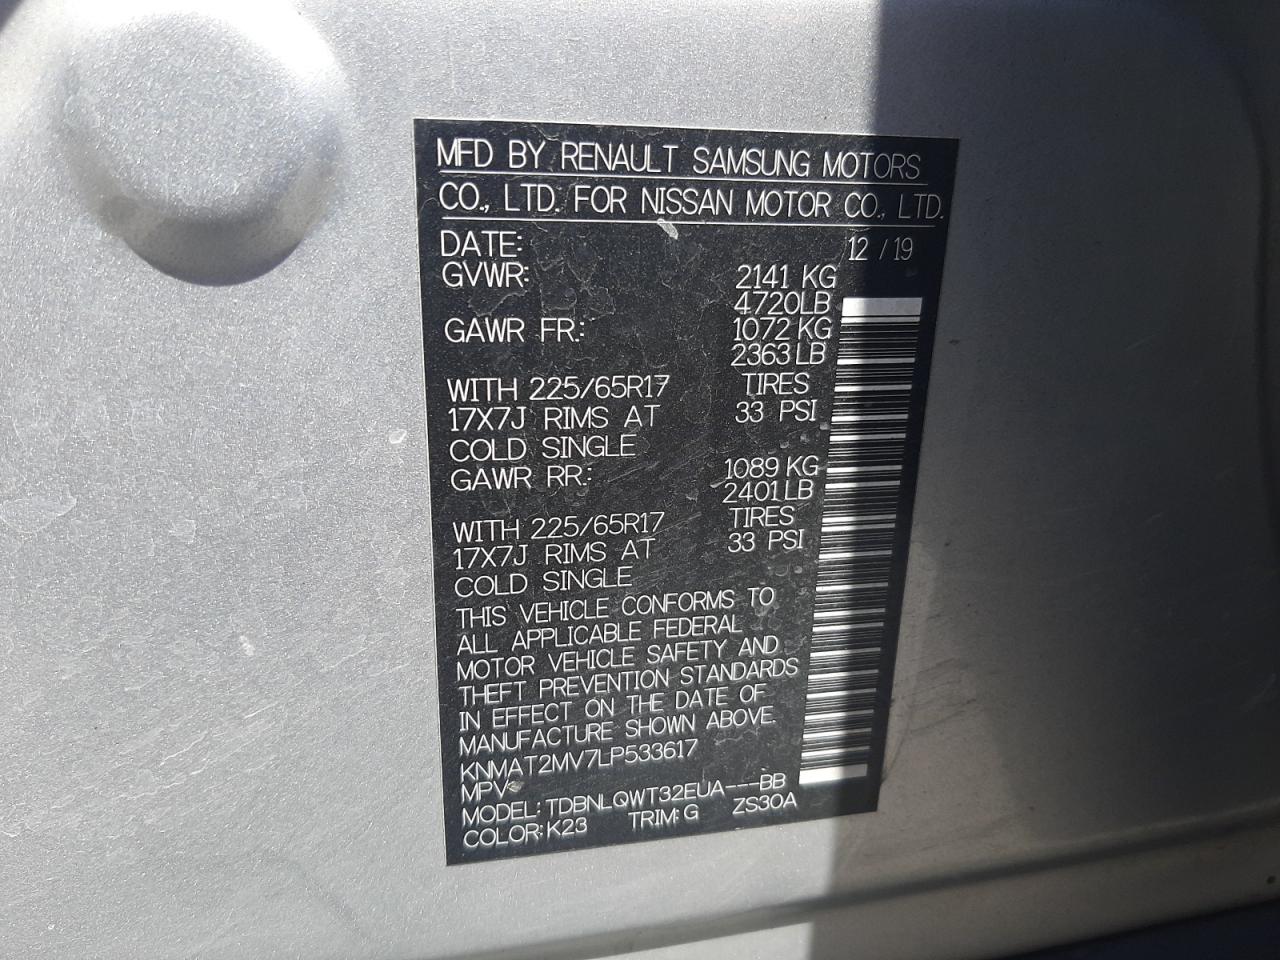 MFD BY RENAULT SAMSUNG MOTORS
CO., LTD. FOR NISSAN MOTOR CO., LTD.
DATE: 12 / 19
GVWR: 2141 KG
4720LB
GAWR FR.: 1072 KG
2363 LB
WITH 225/65R17 TIRES
17X7J RIMS AT 33 PSI
COLD SINGLE
GAWR RR.: 1089 KG
2401 LB
WITH 225/65R17 TIRES
17X7J RIMS AT 33 PSI
COLD SINGLE
THIS VEHICLE CONFORMS TO
ALL APPLICABLE FEDERAL
MOTOR VEHICLE SAFETY AND
THEFT PREVENTION STANDARDS
IN EFFECT ON THE DATE OF
MANUFACTURE SHOWN ABOVE.
KNMAT2MV7LP533617
MPV
MODEL: TDBNLQWT32EUA---BB
COLOR: K23 TRIM: G ZS30A